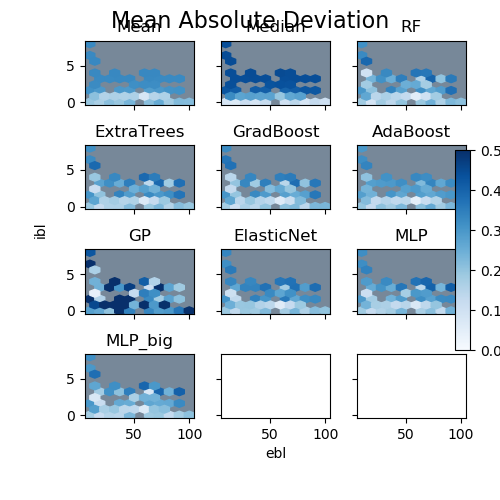 Mean Absolute Deviation
Mean Median RF
5
0
ExtraTrees GradBoost AdaBoost
5
0
GP ElasticNet MLP
5
0
MLP_big
5
0
50 100 50 100 50 100
ebl
ibl
0.5
0.4
0.3
0.2
0.1
0.0